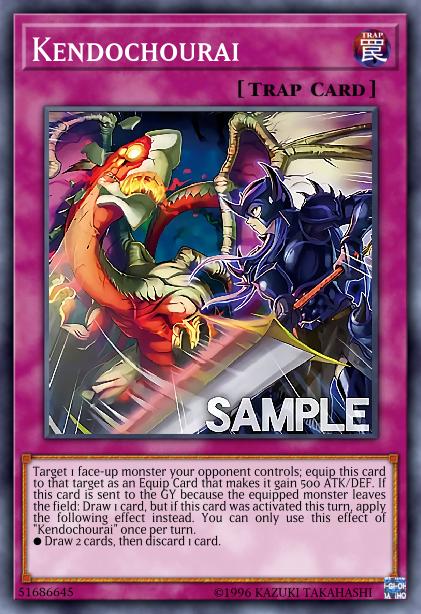 KENDOCHOURAI
TRAP
罠
[TRAP CARD]
SAMPLE
Target 1 face-up monster your opponent controls; equip this card
to that target as an Equip Card that makes it gain 500 ATK/DEF. If
this card is sent to the GY because the equipped monster leaves
the field: Draw 1 card, but if this card was activated this turn, apply
the following effect instead. You can only use this effect of
"Kendochourai" once per turn.
● Draw 2 cards, then discard 1 card.
51686645
©1996 KAZUKI TAKAHASHI